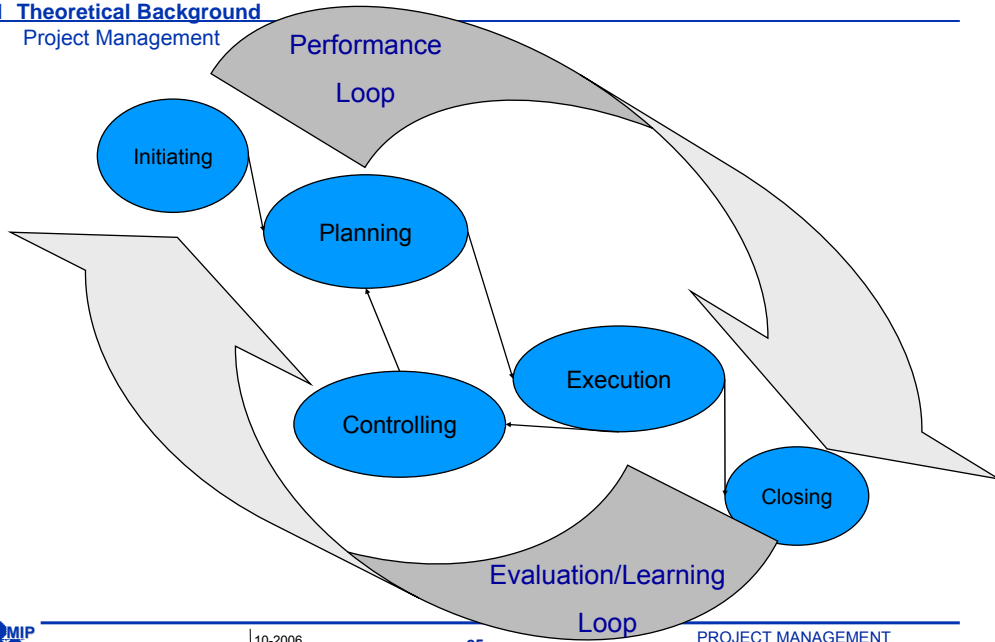 Theoretical Background
Project Management
Performance
Loop
Initiating
Planning
Execution
Controlling
Closing
Evaluation/Learning
Loop
MIP
10-2006
PROJECT MANAGEMENT